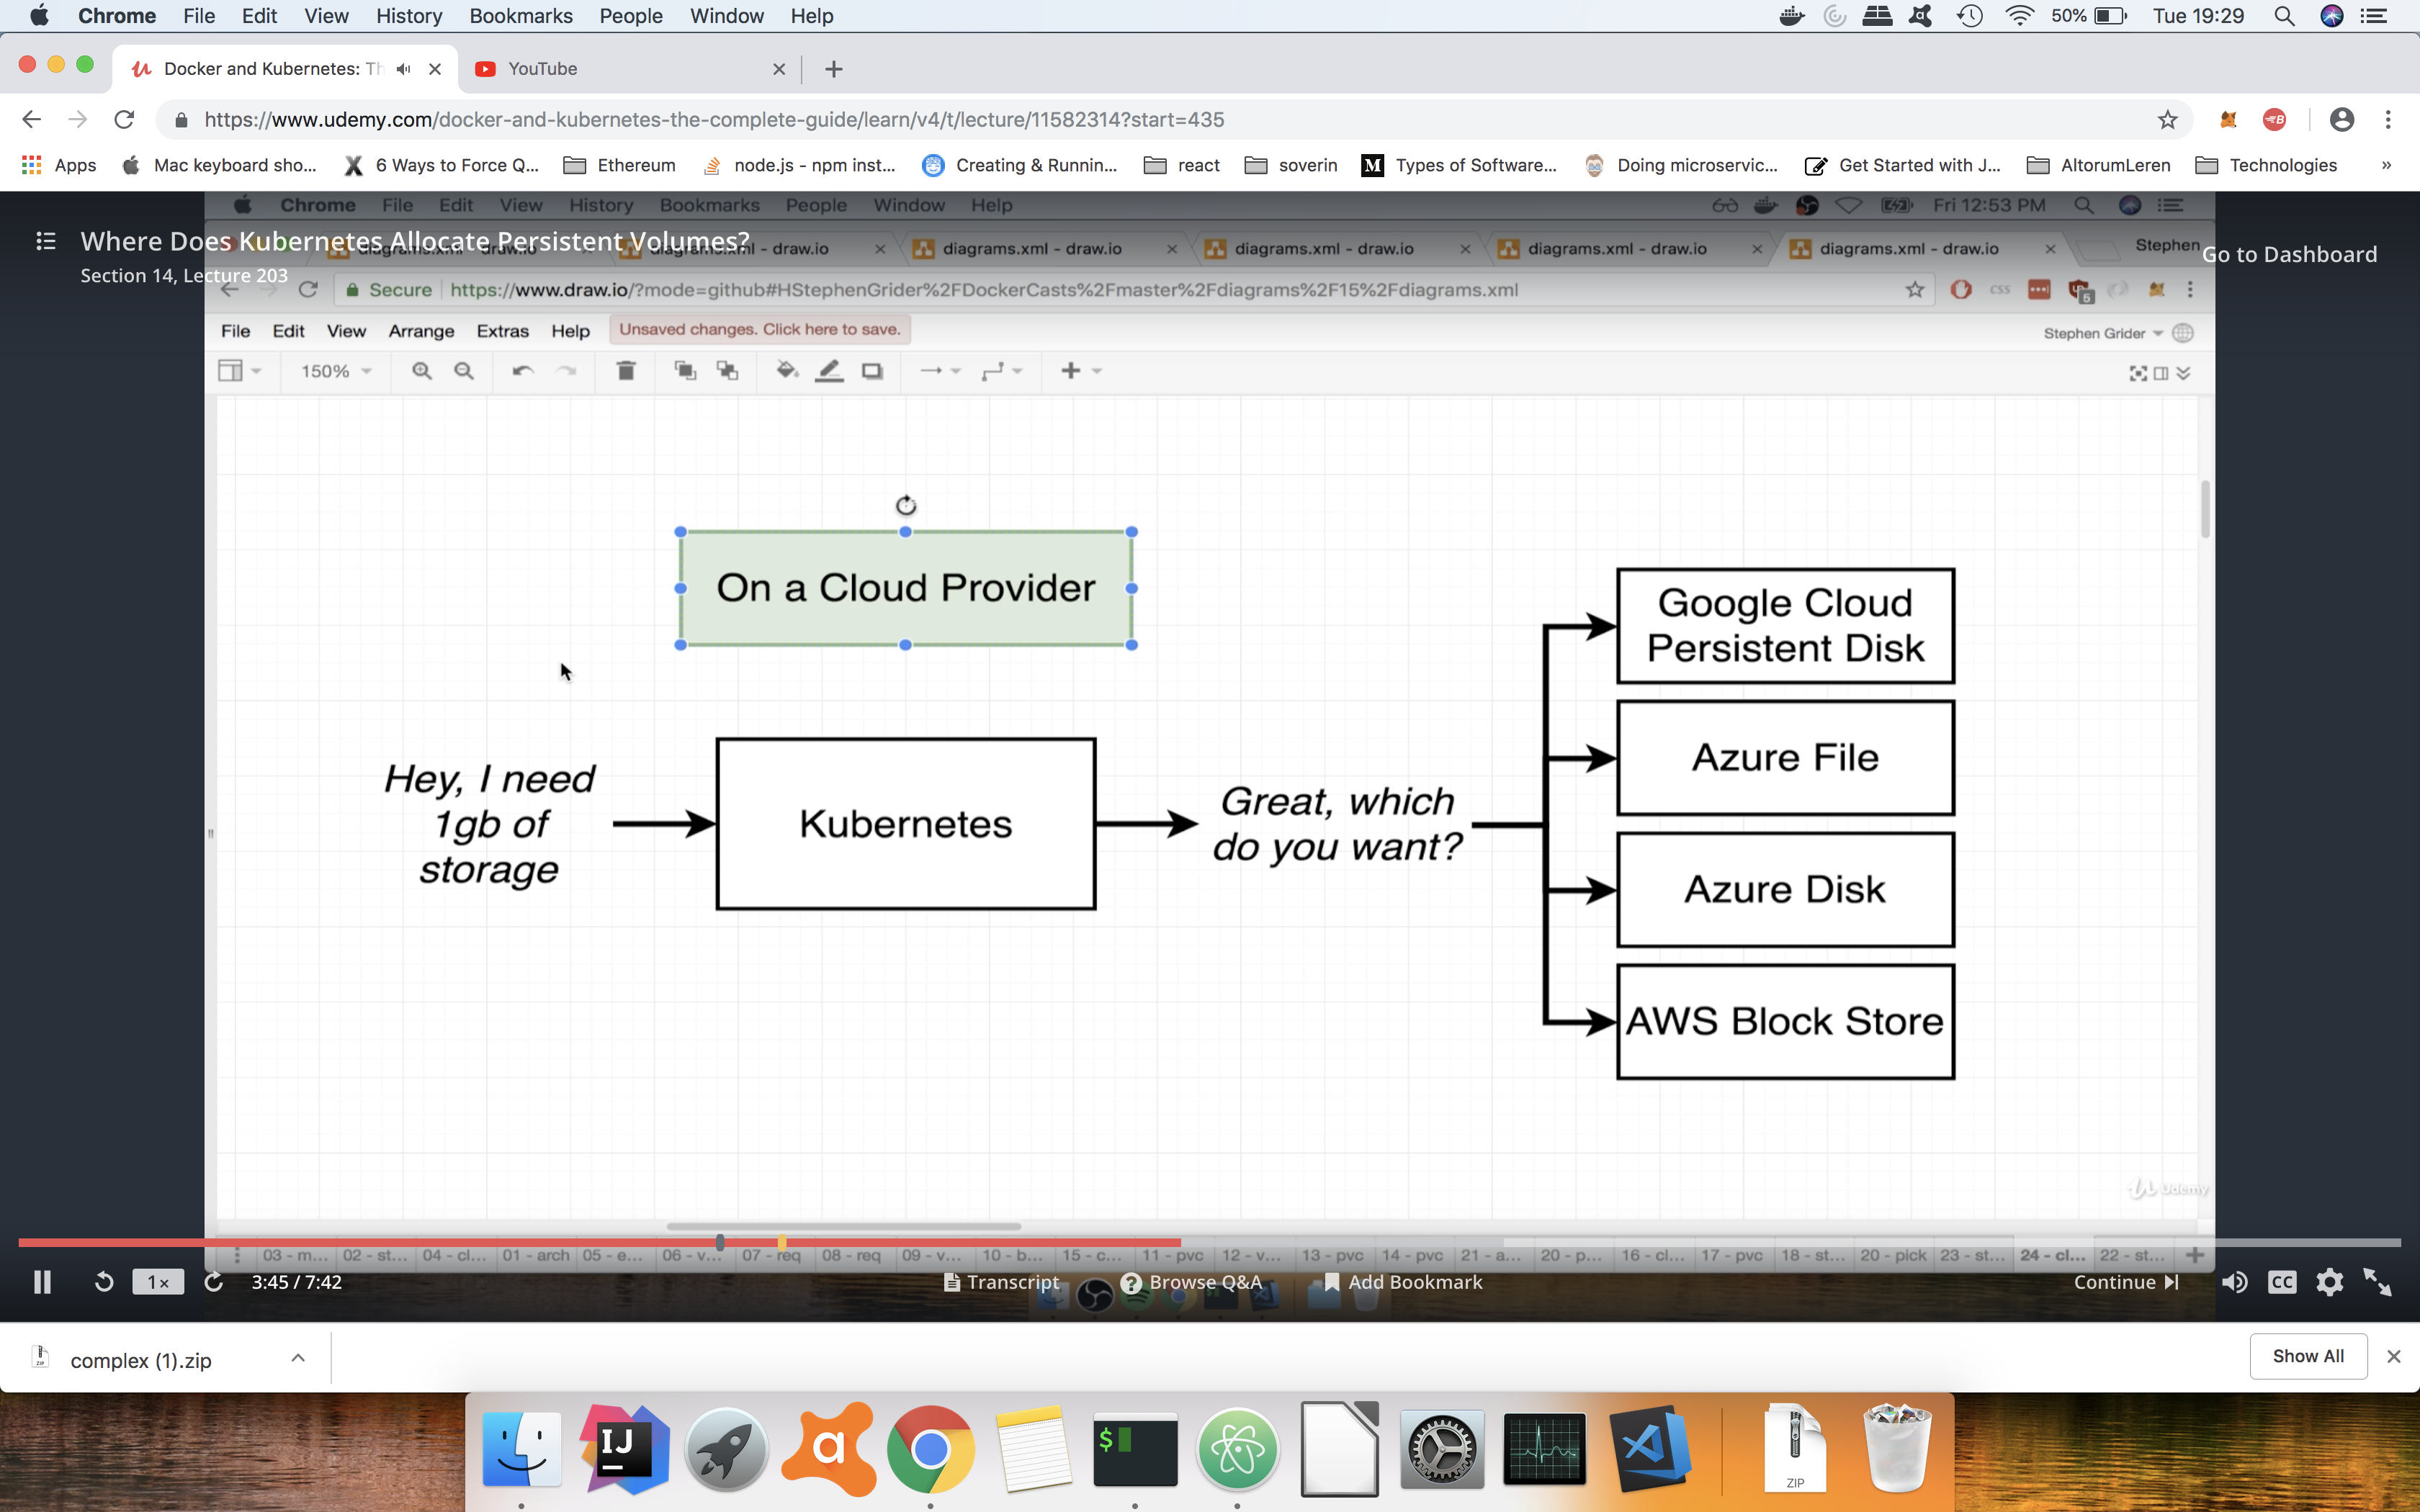 Chrome File Edit View History Bookmarks People Window Help 50% Tue 19:29
Docker and Kubernetes: Th YouTube
https://www.udemy.com/docker-and-kubernetes-the-complete-guide/learn/v4/t/lecture/11582314?start=435
Apps Mac keyboard sho... 6 Ways to Force Q... Ethereum node.js - npm inst... Creating & Runnin... react soverin Types of Software... Doing microservic... Get Started with J... AltorumLeren Technologies »
Chrome File Edit View History Bookmarks People Window Help Fri 12:53 PM
Where Does Kubernetes Allocate Persistent Volumes?
diagrams.xml - draw.io diagrams.xml - draw.io diagrams.xml - draw.io diagrams.xml - draw.io diagrams.xml - draw.io diagrams.xml - draw.io Stephen
Go to Dashboard
Section 14, Lecture 203
Secure https://www.draw.io/?mode=github#HStephenGrider%2FDockerCasts%2Fmaster%2Fdiagrams%2F15%2Fdiagrams.xml
File Edit View Arrange Extras Help Unsaved changes. Click here to save. Stephen Grider
150%
On a Cloud Provider
Google Cloud
Persistent Disk
Azure File
Hey, I need
1gb of
storage
Kubernetes
Great, which
do you want?
Azure Disk
AWS Block Store
Udemy
03 - m... 02 - st... 04 - cl... 01 - arch 05 - e... 06 - v... 07 - req 08 - req 09 - v... 10 - b... 15 - c... 11 - pvc 12 - v... 13 - pvc 14 - pvc 21 - a... 20 - p... 16 - cl... 17 - pvc 18 - st... 20 - pick 23 - st... 24 - cl... 22 - st...
1× 3:45 / 7:42 Transcript Browse Q&A Add Bookmark Continue CC
complex (1).zip Show All
IJ $ ZIP